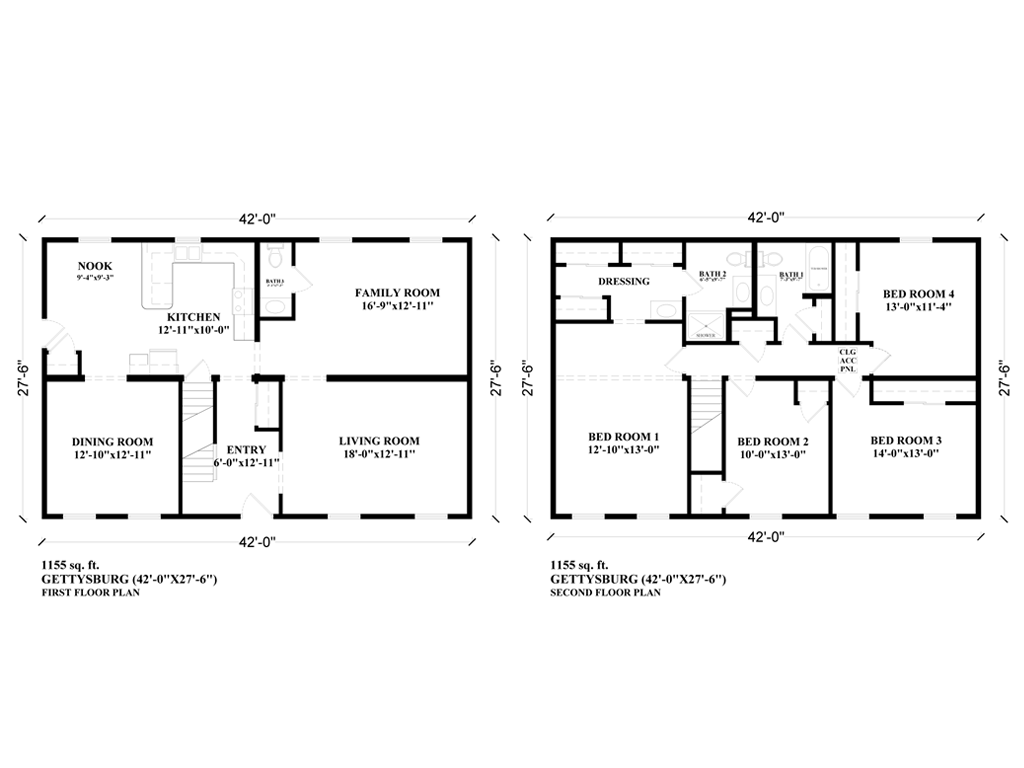 42'-0"
27'-6"
27'-6"
NOOK
9'-4"x9'-3"
KITCHEN
12'-11"x10'-0"
FAMILY ROOM
16'-9"x12'-11"
DINING ROOM
12'-10"x12'-11"
ENTRY
6'-0"x12'-11"
LIVING ROOM
18'-0"x12'-11"
42'-0"
1155 sq. ft.
GETTYSBURG (42'-0"X27'-6")
FIRST FLOOR PLAN
42'-0"
27'-6"
27'-6"
DRESSING
BATH 2
SHOWER
BATH 1
BED ROOM 4
13'-0"x11'-4"
CLG
ACC
PNL
BED ROOM 1
12'-10"x13'-0"
BED ROOM 2
10'-0"x13'-0"
BED ROOM 3
14'-0"x13'-0"
42'-0"
1155 sq. ft.
GETTYSBURG (42'-0"X27'-6")
SECOND FLOOR PLAN